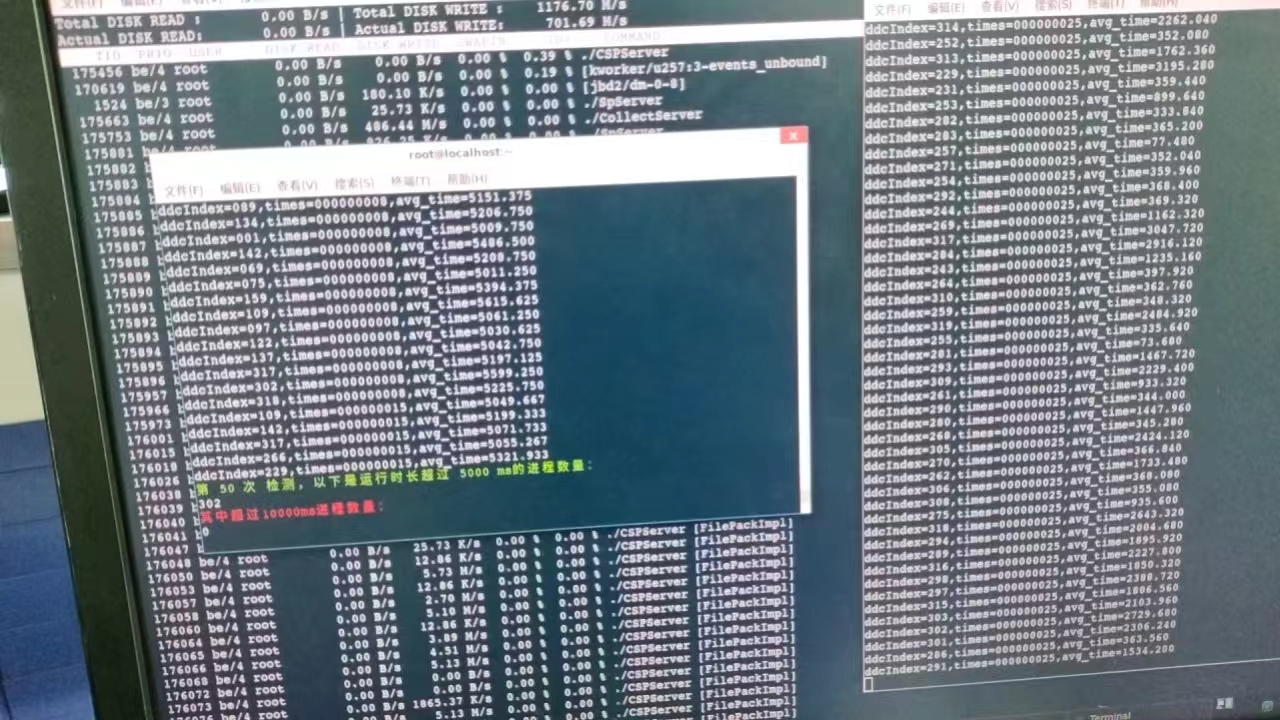 Total DISK READ : 0.00 B/s | Total DISK WRITE : 1176.70 M/s
Actual DISK READ: 0.00 B/s | Actual DISK WRITE: 701.69 M/s
TID PRIO USER DISK READ DISK WRITE COMMAND
175456 be/4 root 0.00 B/s 0.00 B/s 0.00 % 0.39 % ./CSPServer
170619 be/4 root 0.00 B/s 0.00 B/s 0.00 % 0.19 % [kworker/u257:3-events_unbound]
1524 be/3 root 0.00 B/s 180.10 K/s 0.00 % 0.00 % [jbd2/dm-0-8]
175663 be/4 root 0.00 B/s 25.73 K/s 0.00 % 0.00 % ./SpServer
175753 be/4 root 0.00 B/s 486.44 M/s 0.00 % 0.00 % ./CollectServer
175881 be/4 root
175882
175883
175884
175885
175886
175887
175888
175889
175890
175891
175892
175893
175894
175895
175896
175957
175966
175973
176001
176015
176018
176026
176038
176039
176040
176041
176047
root@localhost:~
文件(F) 编辑(E) 查看(V) 搜索(S) 终端(T) 帮助(H)
ddcIndex=089,times=000000008,avg_time=5151.375
ddcIndex=134,times=000000008,avg_time=5206.750
ddcIndex=001,times=000000008,avg_time=5009.750
ddcIndex=142,times=000000008,avg_time=5486.500
ddcIndex=069,times=000000008,avg_time=5208.750
ddcIndex=075,times=000000008,avg_time=5011.250
ddcIndex=159,times=000000008,avg_time=5394.375
ddcIndex=109,times=000000008,avg_time=5615.625
ddcIndex=097,times=000000008,avg_time=5061.250
ddcIndex=122,times=000000008,avg_time=5030.625
ddcIndex=137,times=000000008,avg_time=5042.750
ddcIndex=317,times=000000008,avg_time=5197.125
ddcIndex=302,times=000000008,avg_time=5599.250
ddcIndex=318,times=000000008,avg_time=5225.750
ddcIndex=109,times=000000015,avg_time=5049.667
ddcIndex=142,times=000000015,avg_time=5199.333
ddcIndex=317,times=000000015,avg_time=5071.733
ddcIndex=266,times=000000015,avg_time=5055.267
ddcIndex=229,times=000000015,avg_time=5321.933
第 50 次 检测，以下是运行时长超过 5000 ms的进程数量：
302
其中超过10000ms进程数量：
0
176048 be/4 root 0.00 B/s 25.73 K/s 0.00 % 0.00 % ./CSPServer [FilePackImpl]
176050 be/4 root 0.00 B/s 12.86 K/s 0.00 % 0.00 % ./CSPServer [FilePackImpl]
176053 be/4 root 0.00 B/s 5.73 M/s 0.00 % 0.00 % ./CSPServer [FilePackImpl]
176057 be/4 root 0.00 B/s 12.86 K/s 0.00 % 0.00 % ./CSPServer [FilePackImpl]
176058 be/4 root 0.00 B/s 2.70 M/s 0.00 % 0.00 % ./CSPServer [FilePackImpl]
176060 be/4 root 0.00 B/s 5.10 M/s 0.00 % 0.00 % ./CSPServer [FilePackImpl]
176064 be/4 root 0.00 B/s 12.86 K/s 0.00 % 0.00 % ./CSPServer [FilePackImpl]
176065 be/4 root 0.00 B/s 3.89 M/s 0.00 % 0.00 % ./CSPServer [FilePackImpl]
176066 be/4 root 0.00 B/s 4.51 M/s 0.00 % 0.00 % ./CSPServer [FilePackImpl]
176068 be/4 root 0.00 B/s 5.13 M/s 0.00 % 0.00 % ./CSPServer [FilePackImpl]
176072 be/4 root 0.00 B/s 0.00 B/s 0.00 % 0.00 % ./CSPServer [FilePackImpl]
176073 be/4 root 0.00 B/s 1865.37 K/s 0.00 % 0.00 % ./CSPServer [FilePackImpl]
be/4 root 0.00 B/s 5.13 M/s 0.00 % 0.00 % ./CSPServer [FilePackImpl]
文件(F) 编辑(E) 查看(V) 搜索(S) 终端(T) 帮助(H)
ddcIndex=314,times=000000025,avg_time=2262.040
ddcIndex=252,times=000000025,avg_time=352.080
ddcIndex=313,times=000000025,avg_time=1762.360
ddcIndex=229,times=000000025,avg_time=3195.280
ddcIndex=231,times=000000025,avg_time=359.440
ddcIndex=253,times=000000025,avg_time=899.640
ddcIndex=282,times=000000025,avg_time=333.840
ddcIndex=283,times=000000025,avg_time=365.200
ddcIndex=257,times=000000025,avg_time=77.480
ddcIndex=271,times=000000025,avg_time=352.040
ddcIndex=254,times=000000025,avg_time=359.960
ddcIndex=292,times=000000025,avg_time=368.400
ddcIndex=244,times=000000025,avg_time=369.320
ddcIndex=269,times=000000025,avg_time=1162.320
ddcIndex=317,times=000000025,avg_time=3047.720
ddcIndex=284,times=000000025,avg_time=2916.120
ddcIndex=243,times=000000025,avg_time=1235.160
ddcIndex=264,times=000000025,avg_time=397.920
ddcIndex=310,times=000000025,avg_time=362.760
ddcIndex=259,times=000000025,avg_time=348.320
ddcIndex=319,times=000000025,avg_time=2484.920
ddcIndex=255,times=000000025,avg_time=335.640
ddcIndex=281,times=000000025,avg_time=73.680
ddcIndex=293,times=000000025,avg_time=1467.720
ddcIndex=309,times=000000025,avg_time=2229.400
ddcIndex=261,times=000000025,avg_time=933.320
ddcIndex=290,times=000000025,avg_time=344.000
ddcIndex=280,times=000000025,avg_time=1447.960
ddcIndex=268,times=000000025,avg_time=345.280
ddcIndex=305,times=000000025,avg_time=2424.120
ddcIndex=270,times=000000025,avg_time=366.840
ddcIndex=262,times=000000025,avg_time=1733.480
ddcIndex=306,times=000000025,avg_time=368.080
ddcIndex=308,times=000000025,avg_time=355.080
ddcIndex=275,times=000000025,avg_time=935.600
ddcIndex=318,times=000000025,avg_time=2643.320
ddcIndex=294,times=000000025,avg_time=2004.680
ddcIndex=289,times=000000025,avg_time=1895.920
ddcIndex=316,times=000000025,avg_time=2227.800
ddcIndex=298,times=000000025,avg_time=1850.320
ddcIndex=297,times=000000025,avg_time=2388.720
ddcIndex=315,times=000000025,avg_time=1806.560
ddcIndex=303,times=000000025,avg_time=2103.960
ddcIndex=302,times=000000025,avg_time=2729.680
ddcIndex=286,times=000000025,avg_time=2306.240
ddcIndex=291,times=000000025,avg_time=363.560
avg_time=1534.280
Terminal